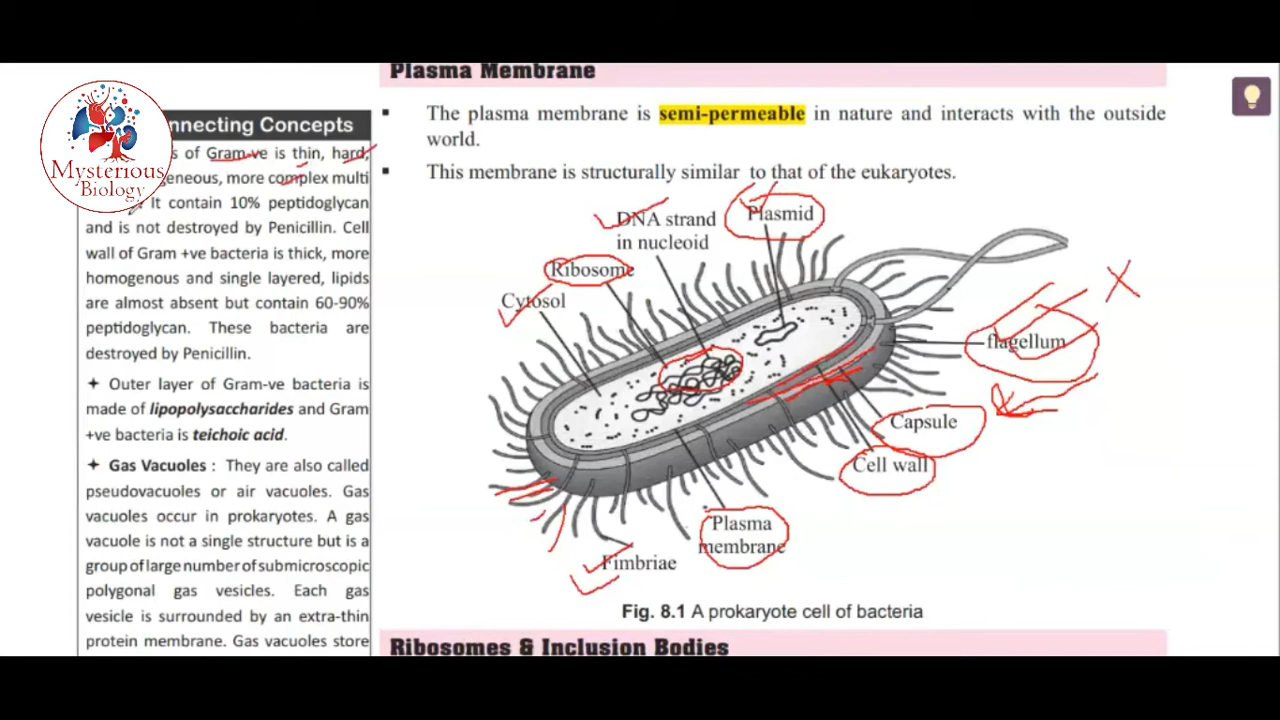 Plasma Membrane
▪ The plasma membrane is semi-permeable in nature and interacts with the outside
world.
▪ This membrane is structurally similar to that of the eukaryotes.
Mysterious
Biology
nnecting Concepts
s of Gram-ve is thin, hard,
geneous, more complex multi
It contain 10% peptidoglycan
and is not destroyed by Penicillin. Cell
wall of Gram +ve bacteria is thick, more
homogenous and single layered, lipids
are almost absent but contain 60-90%
peptidoglycan. These bacteria are
destroyed by Penicillin.
✦ Outer layer of Gram-ve bacteria is
made of lipopolysaccharides and Gram
+ve bacteria is teichoic acid.
✦ Gas Vacuoles : They are also called
pseudovacuoles or air vacuoles. Gas
vacuoles occur in prokaryotes. A gas
vacuole is not a single structure but is a
group of large number of submicroscopic
polygonal gas vesicles. Each gas
vesicle is surrounded by an extra-thin
protein membrane. Gas vacuoles store
Plasmid
DNA strand
in nucleoid
Ribosome
Cytosol
flagellum
Capsule
Cell wall
Plasma
membrane
Fimbriae
Fig. 8.1 A prokaryote cell of bacteria
Ribosomes & Inclusion Bodies